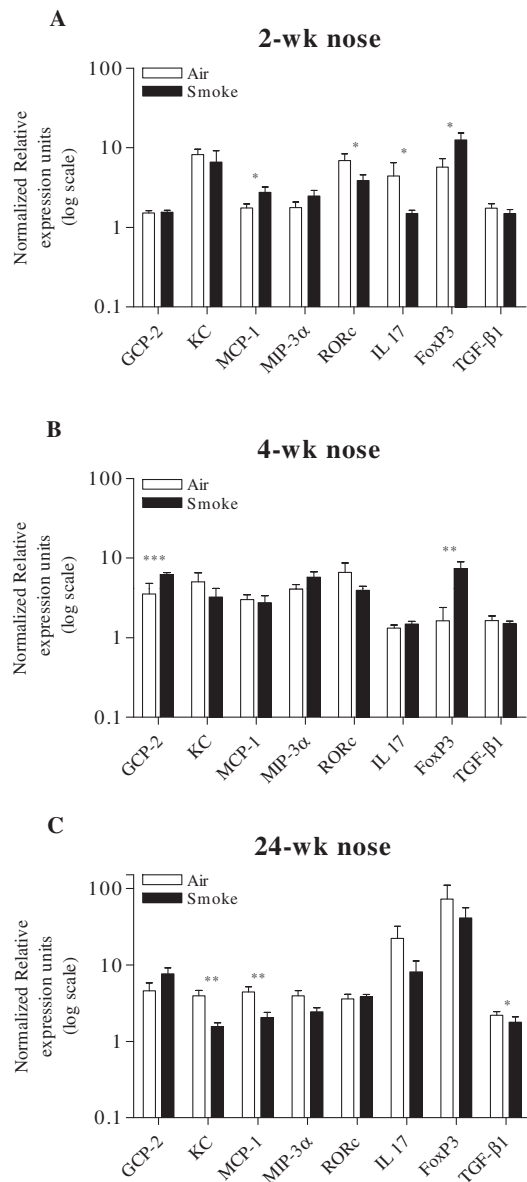 A
2-wk nose
Normalized Relative
expression units
(log scale)
100
10
1
0.1
Air
Smoke
*
*
*
*
GCP-2
KC
MCP-1
MIP-3α
RORc
IL 17
FoxP3
TGF-β1
B
4-wk nose
Normalized Relative
expression units
(log scale)
100
10
1
0.1
Air
Smoke
***
**
GCP-2
KC
MCP-1
MIP-3α
RORc
IL 17
FoxP3
TGF-β1
C
24-wk nose
Normalized Relative
expression units
(log scale)
100
10
1
0.1
Air
Smoke
**
**
*
GCP-2
KC
MCP-1
MIP-3α
RORc
IL 17
FoxP3
TGF-β1